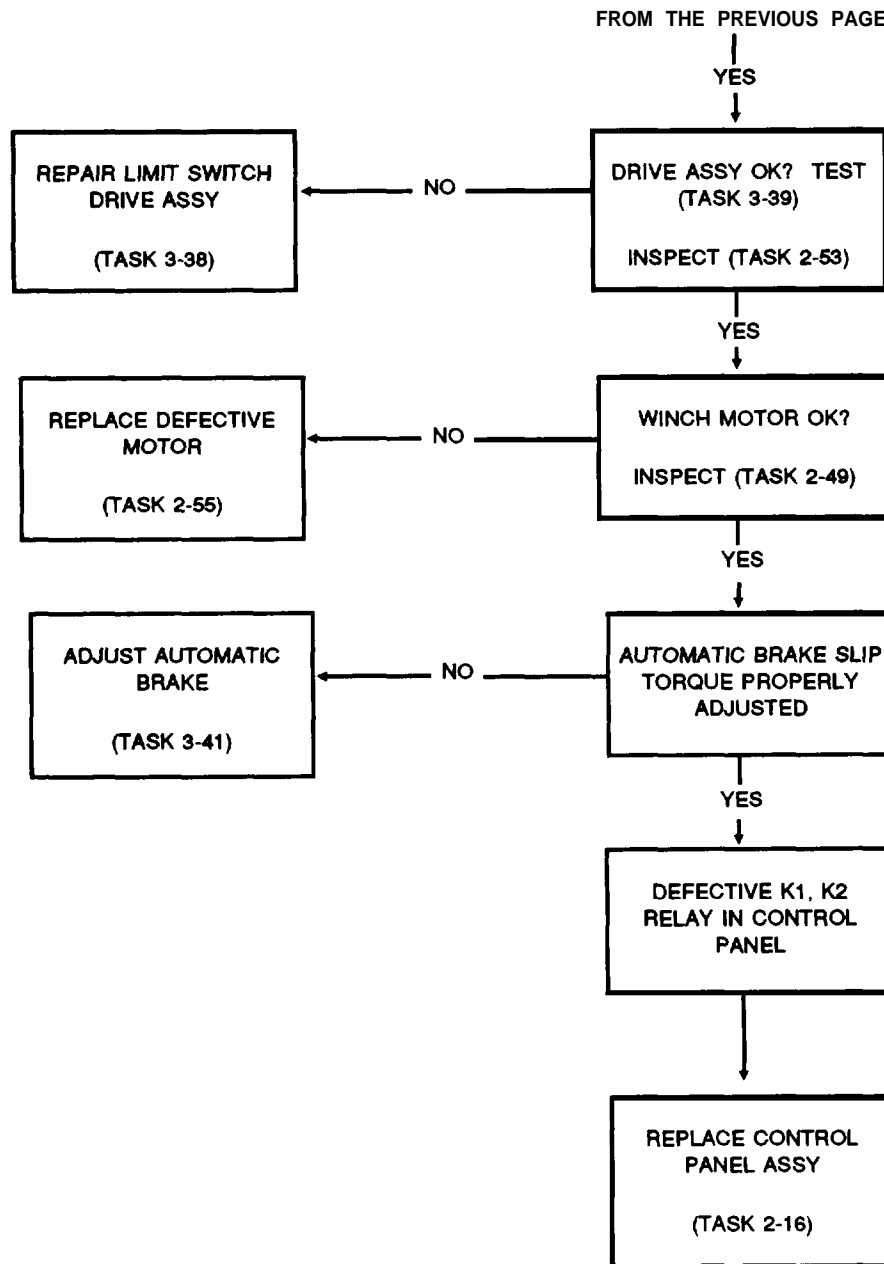 FROM THE PREVIOUS PAGE
YES
REPAIR LIMIT SWITCH
DRIVE ASSY
(TASK 3-38)
NO
DRIVE ASSY OK? TEST
(TASK 3-39)
INSPECT (TASK 2-53)
YES
REPLACE DEFECTIVE
MOTOR
(TASK 2-55)
NO
WINCH MOTOR OK?
INSPECT (TASK 2-49)
YES
ADJUST AUTOMATIC
BRAKE
(TASK 3-41)
NO
AUTOMATIC BRAKE SLIP
TORQUE PROPERLY
ADJUSTED
YES
DEFECTIVE K1, K2
RELAY IN CONTROL
PANEL
REPLACE CONTROL
PANEL ASSY
(TASK 2-16)